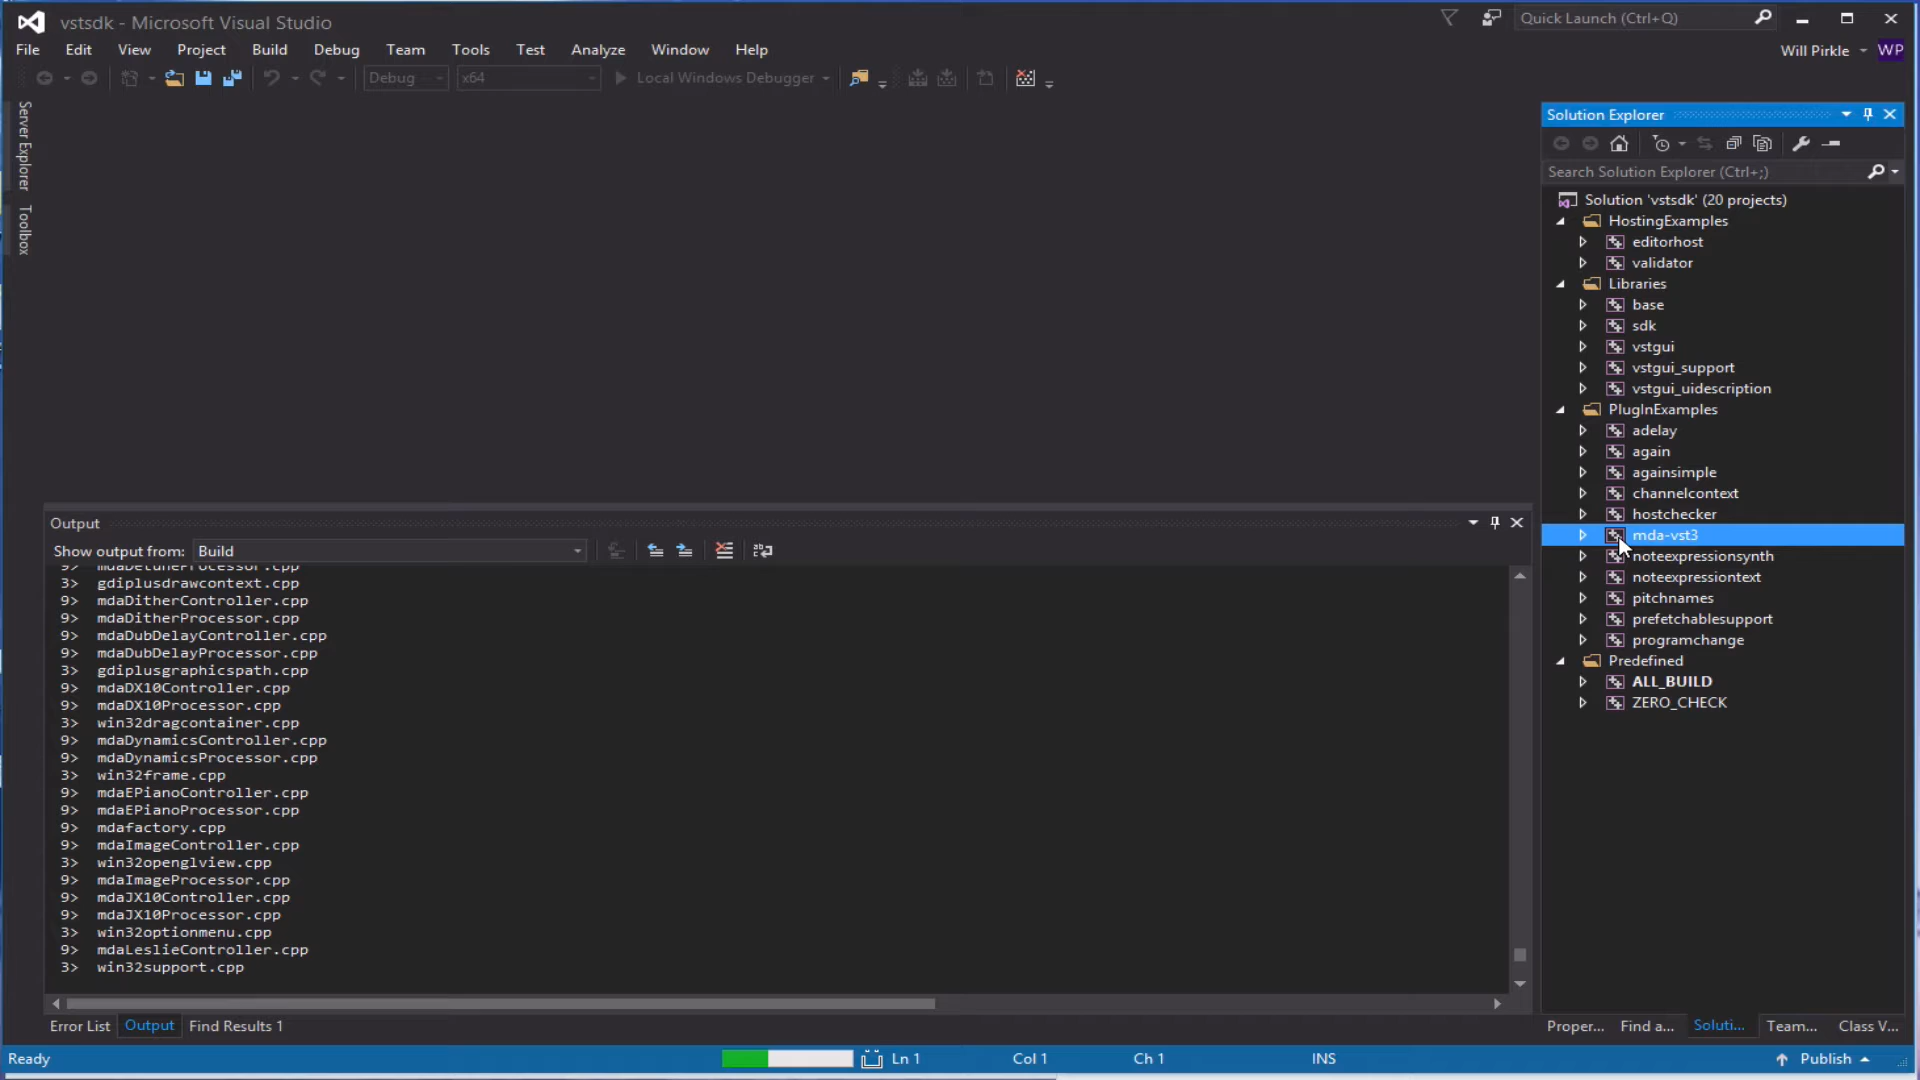 vstsdk - Microsoft Visual Studio
Quick Launch (Ctrl+Q)
File Edit View Project Build Debug Team Tools Test Analyze Window Help
Will Pirkle WP
Debug x64 Local Windows Debugger
Server Explorer
Toolbox
Solution Explorer
Search Solution Explorer (Ctrl+;)
Solution 'vstsdk' (20 projects)
HostingExamples
editorhost
validator
Libraries
base
sdk
vstgui
vstgui_support
vstgui_uidescription
PlugInExamples
adelay
again
againsimple
channelcontext
hostchecker
mda-vst3
noteexpressionsynth
noteexpressiontext
pitchnames
prefetchablesupport
programchange
Predefined
ALL_BUILD
ZERO_CHECK
Output
Show output from: Build
9> mdaDetuneProcessor.cpp
3> gdiplusdrawcontext.cpp
9> mdaDitherController.cpp
9> mdaDitherProcessor.cpp
9> mdaDubDelayController.cpp
9> mdaDubDelayProcessor.cpp
3> gdiplusgraphicspath.cpp
9> mdaDX10Controller.cpp
9> mdaDX10Processor.cpp
3> win32dragcontainer.cpp
9> mdaDynamicsController.cpp
9> mdaDynamicsProcessor.cpp
3> win32frame.cpp
9> mdaEPianoController.cpp
9> mdaEPianoProcessor.cpp
9> mdafactory.cpp
9> mdaImageController.cpp
3> win32openglview.cpp
9> mdaImageProcessor.cpp
9> mdaJX10Controller.cpp
9> mdaJX10Processor.cpp
3> win32optionmenu.cpp
9> mdaLeslieController.cpp
3> win32support.cpp
Error List Output Find Results 1
Proper... Find a... Soluti... Team... Class V...
Ready Ln 1 Col 1 Ch 1 INS Publish